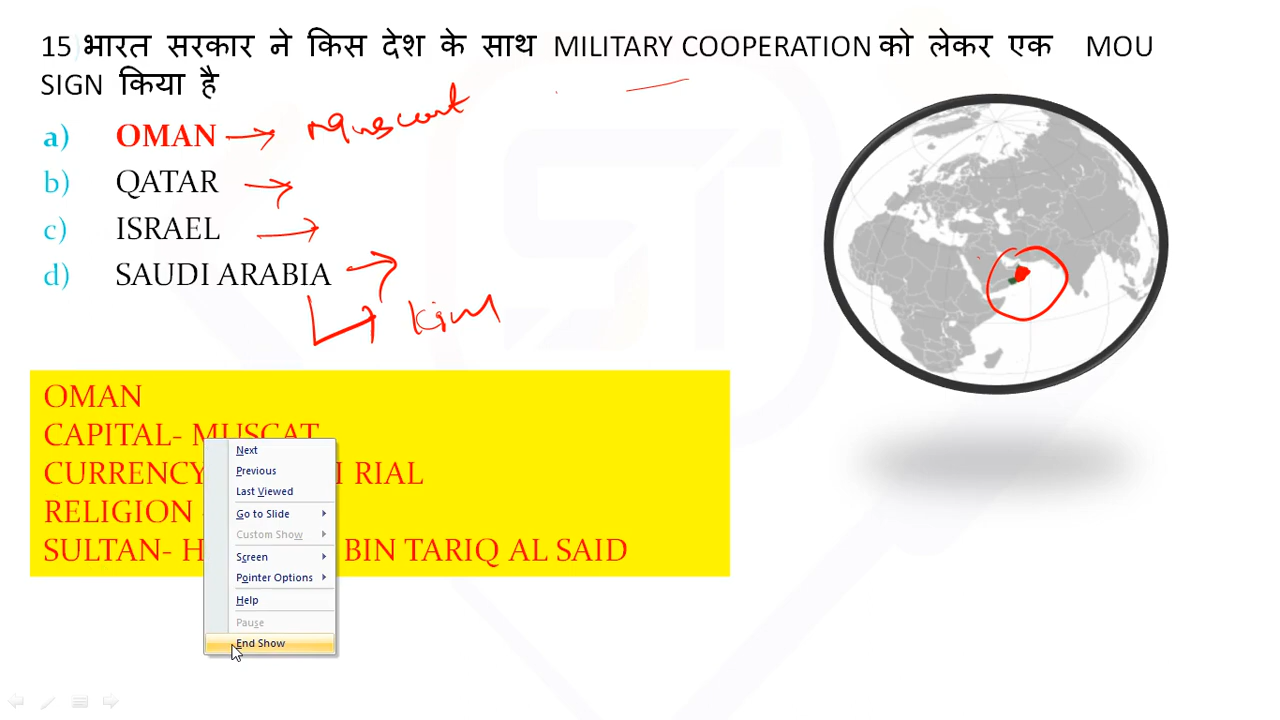 15 भारत सरकार ने किस देश के साथ MILITARY COOPERATION को लेकर एक MOU
SIGN किया है
a) OMAN
b) QATAR
c) ISRAEL
d) SAUDI ARABIA
OMAN
CAPITAL- MUSCAT
CURRENCY RIAL
RELIGION -
SULTAN- H BIN TARIQ AL SAID
Next
Previous
Last Viewed
Go to Slide
Custom Show
Screen
Pointer Options
Help
Pause
End Show